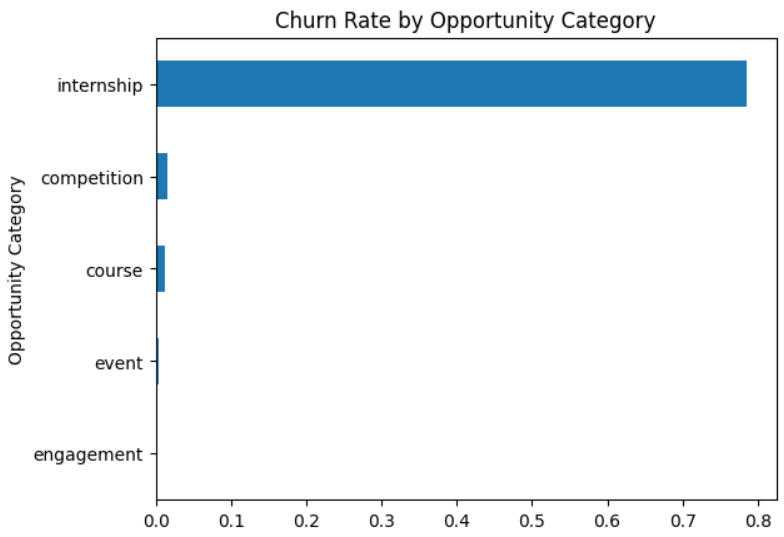 Churn Rate by Opportunity Category
Opportunity Category
internship
competition
course
event
engagement
0.0 0.1 0.2 0.3 0.4 0.5 0.6 0.7 0.8